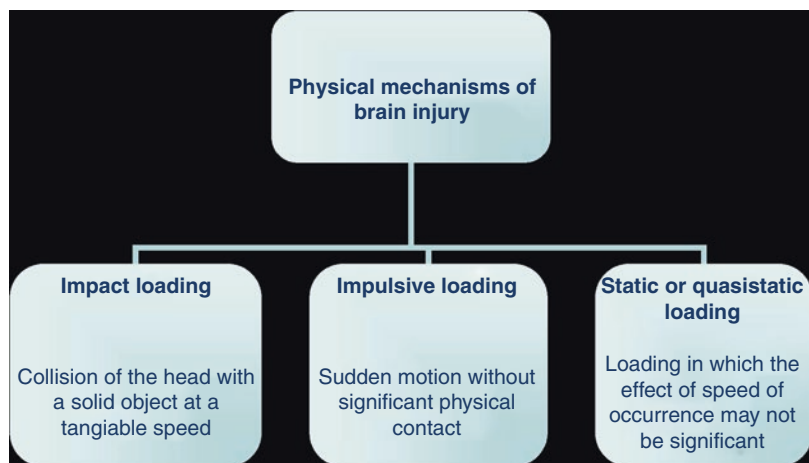 Physical mechanisms of
brain injury
Impact loading
Collision of the head with
a solid object at a
tangiable speed
Impulsive loading
Sudden motion without
significant physical
contact
Static or quasistatic
loading
Loading in which the
effect of speed of
occurrence may not
be significant